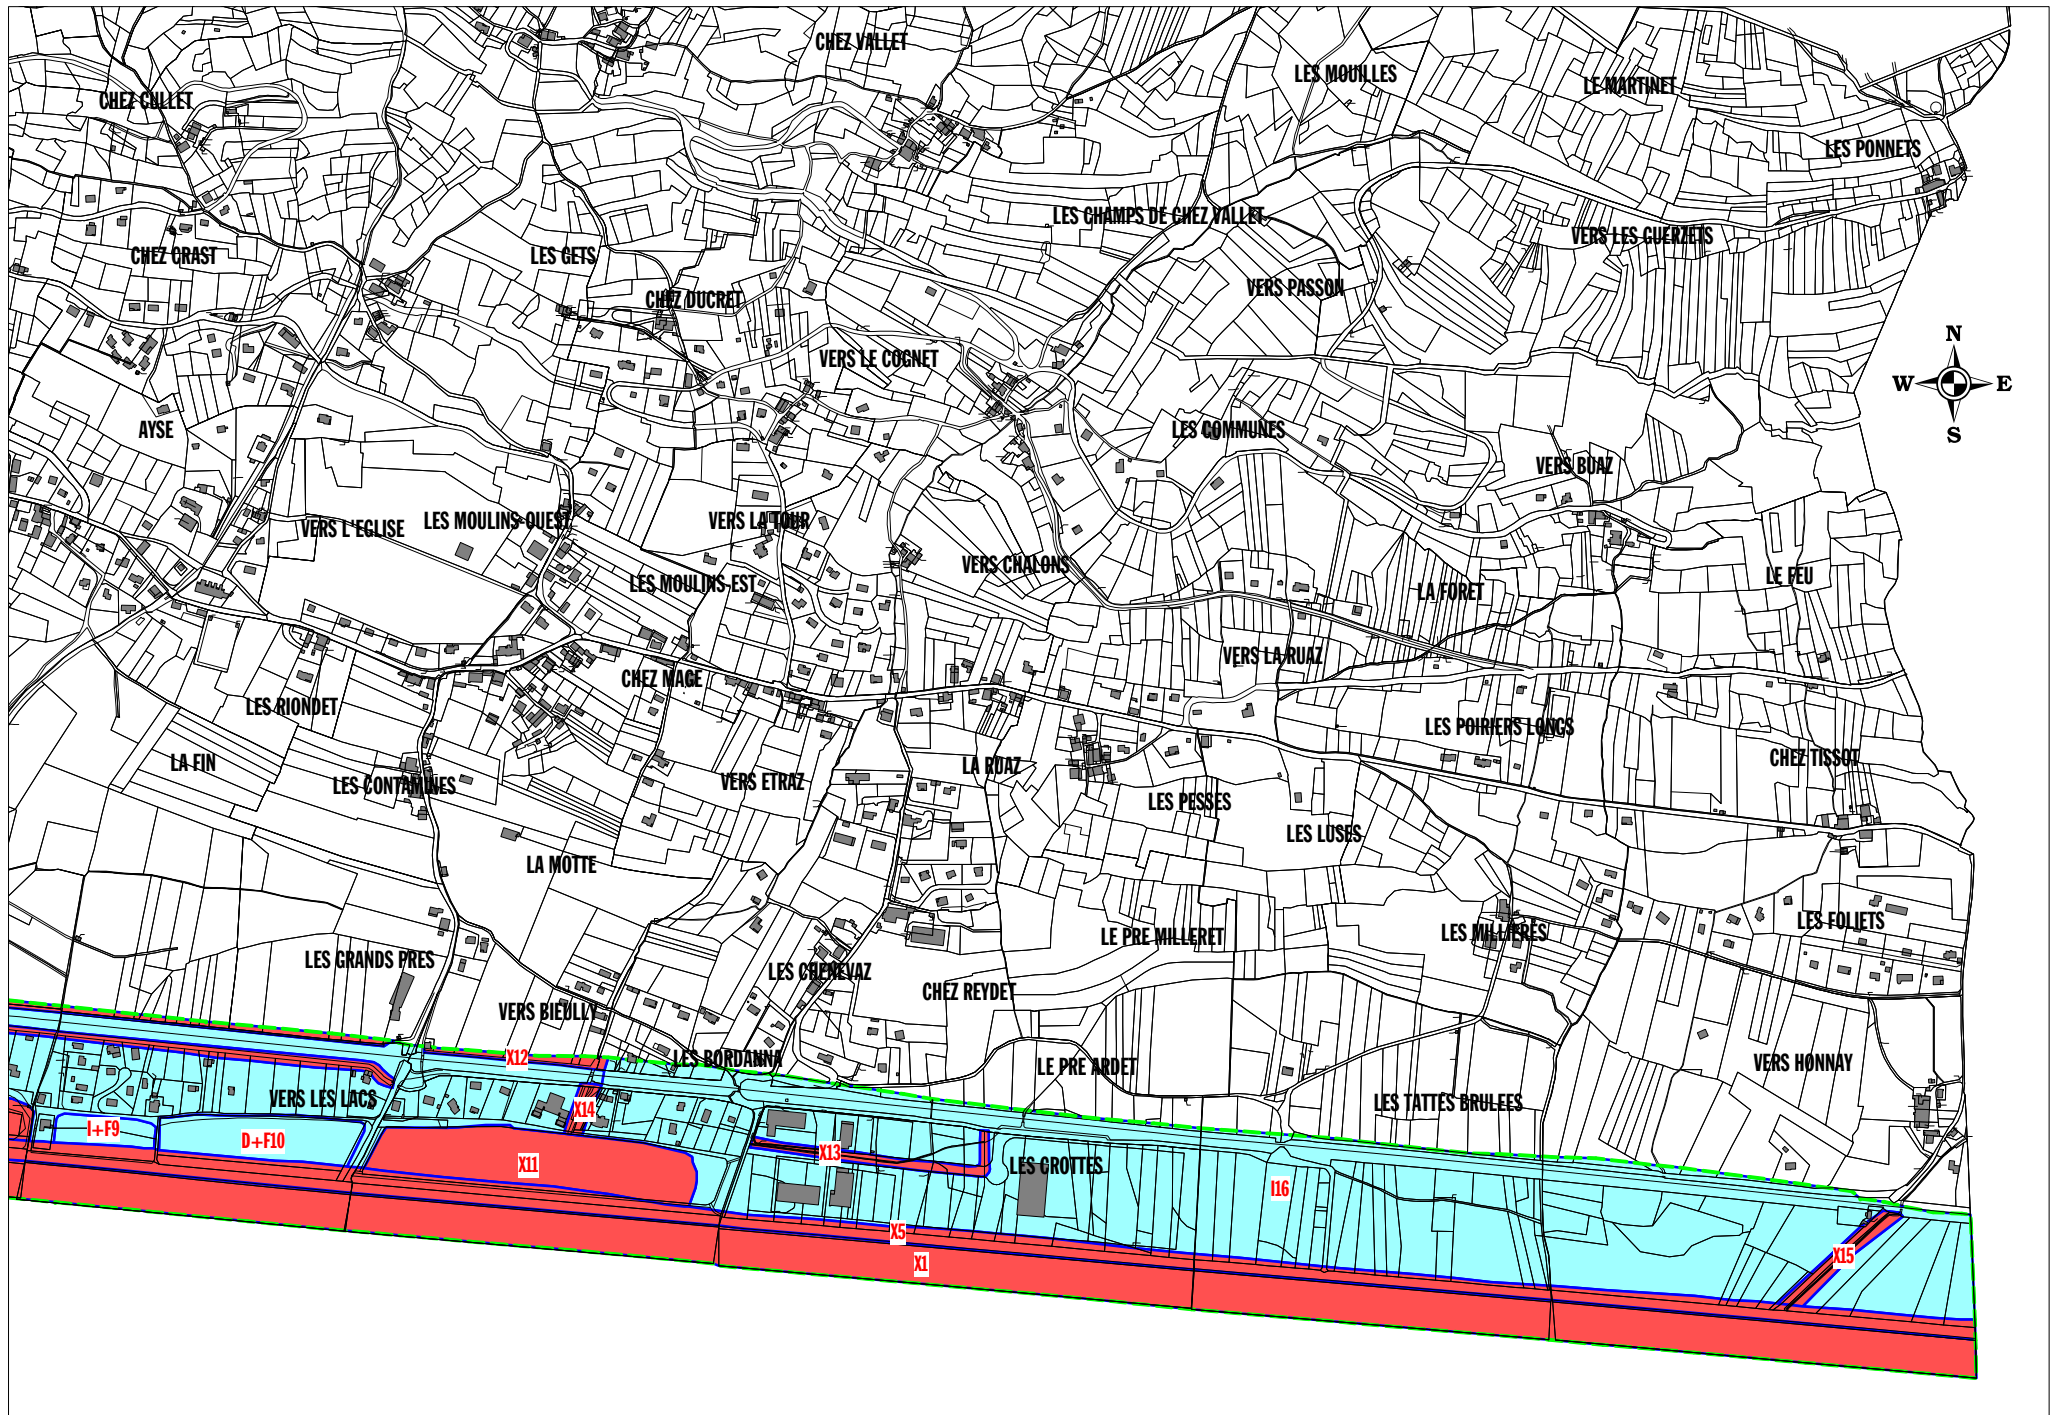 CHEZ VALLET
LES MOUILLES
LE MARTINET
CHEZ CULLET
LES PONNETS
LES CHAMPS DE CHEZ VALLET
VERS LES GUERZETS
CHEZ CRAST
LES GETS
VERS PASSON
CHEZ DUCRET
N
VERS LE COGNET
W
E
S
AYSE
LES COMMUNES
VERS BUAZ
LES MOULINS-OUEST
VERS LA TOUR
VERS L'EGLISE
VERS CHALONS
LE FEU
LES MOULINS-EST
LA FORET
VERS LA RUAZ
CHEZ MAGE
LES RIONDET
LES POIRIERS LONGS
LA FIN
LA RUAZ
CHEZ TISSOT
VERS ETRAZ
LES CONTAMINES
LES PESSES
LES LUSES
LA MOTTE
LES FOLIETS
LES MILLIERES
LE PRE MILLERET
LES GRANDS PRES
LES CHENEVAZ
CHEZ REYDET
VERS BIEULLY
X12
LES BORDANNA
VERS HONNAY
LE PRE ARDET
VERS LES LACS
LES TATTES BRULEES
X14
I+F9
D+F10
X13
X11
LES GROTTES
I16
X5
X15
X1